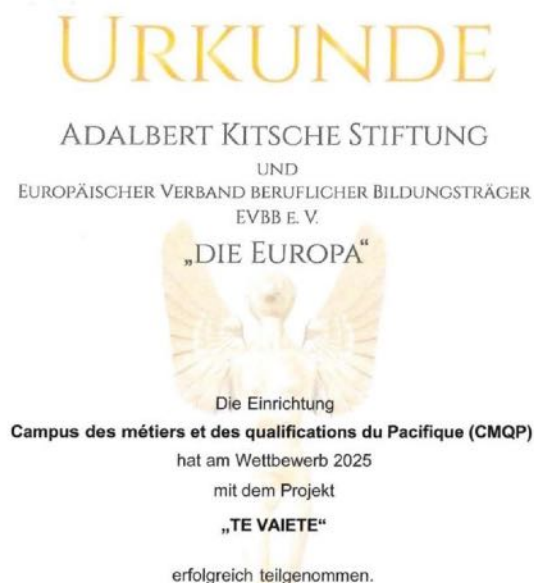 URKUNDE
ADALBERT KITSCHE STIFTUNG
UND
EUROPÄISCHER VERBAND BERUFLICHER BILDUNGSTRÄGER
EVBB E. V.
„DIE EUROPA“
Die Einrichtung
Campus des métiers et des qualifications du Pacifique (CMQP)
hat am Wettbewerb 2025
mit dem Projekt
„TE VAIETE“
erfolgreich teilgenommen.